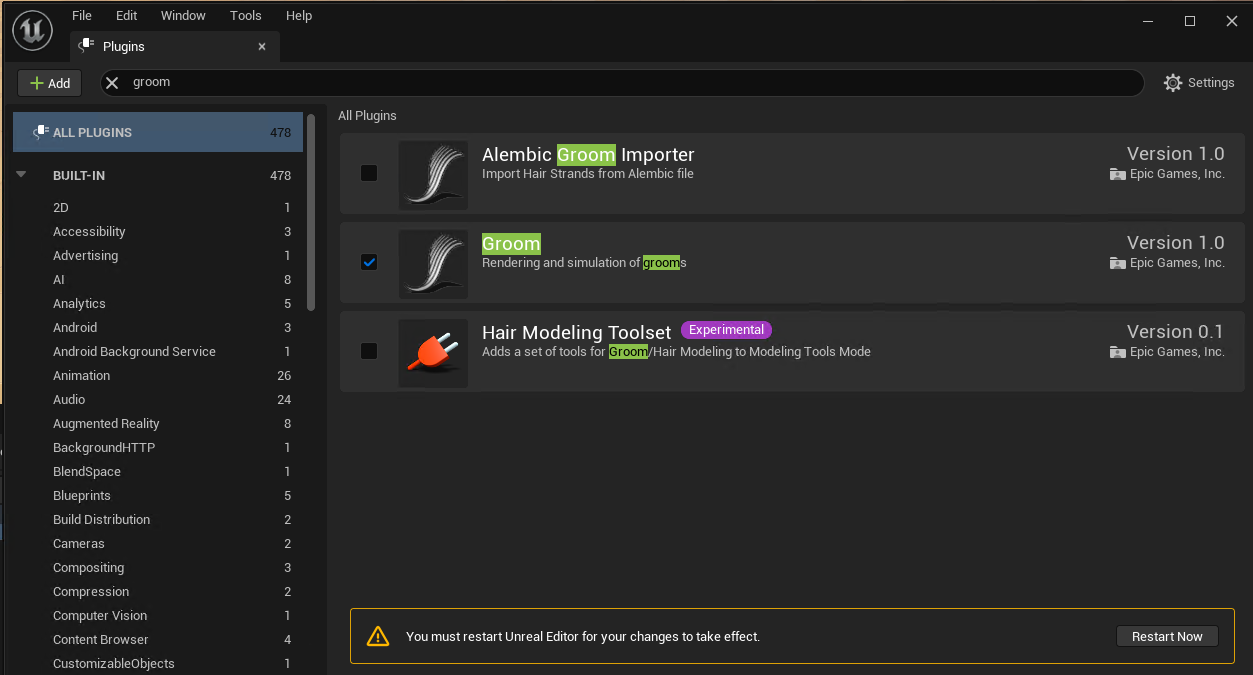 File Edit Window Tools Help
Plugins
Add
groom
Settings
ALL PLUGINS 478
BUILT-IN 478
2D 1
Accessibility 3
Advertising 1
AI 8
Analytics 5
Android 3
Android Background Service 1
Animation 26
Audio 24
Augmented Reality 8
BackgroundHTTP 1
BlendSpace 1
Blueprints 5
Build Distribution 2
Cameras 2
Compositing 3
Compression 2
Computer Vision 1
Content Browser 4
CustomizableObjects 1
All Plugins
Alembic Groom Importer
Import Hair Strands from Alembic file
Version 1.0
Epic Games, Inc.
Groom
Rendering and simulation of grooms
Version 1.0
Epic Games, Inc.
Hair Modeling Toolset Experimental
Adds a set of tools for Groom/Hair Modeling to Modeling Tools Mode
Version 0.1
Epic Games, Inc.
You must restart Unreal Editor for your changes to take effect.
Restart Now